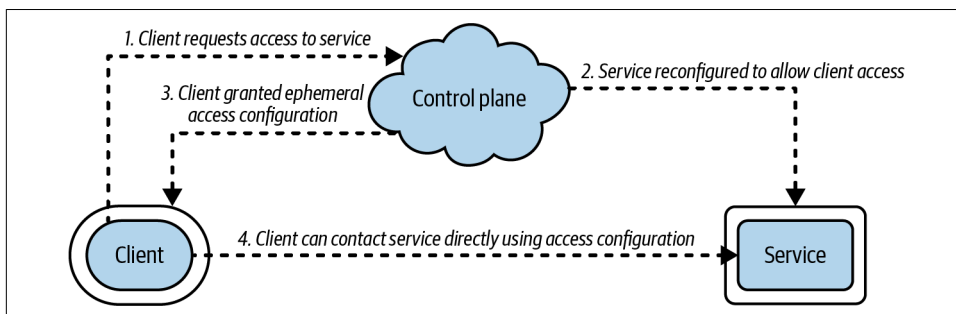 1. Client requests access to service
2. Service reconfigured to allow client access
3. Client granted ephemeral
access configuration
Control plane
4. Client can contact service directly using access configuration
Client
Service